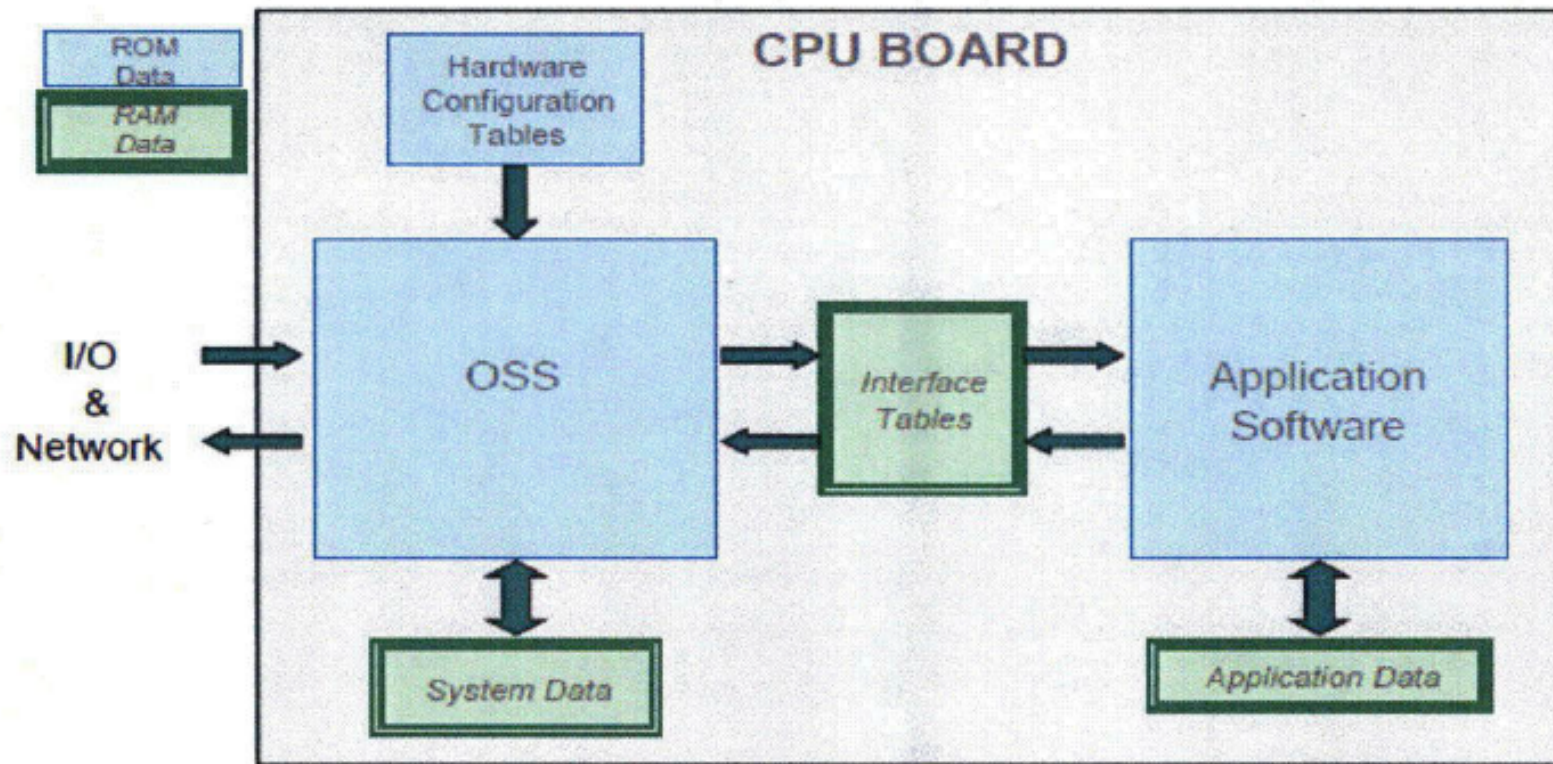 ROM
Data
RAM
Data
CPU BOARD
Hardware
Configuration
Tables
I/O
&
Network
OSS
Interface
Tables
Application
Software
System Data
Application Data